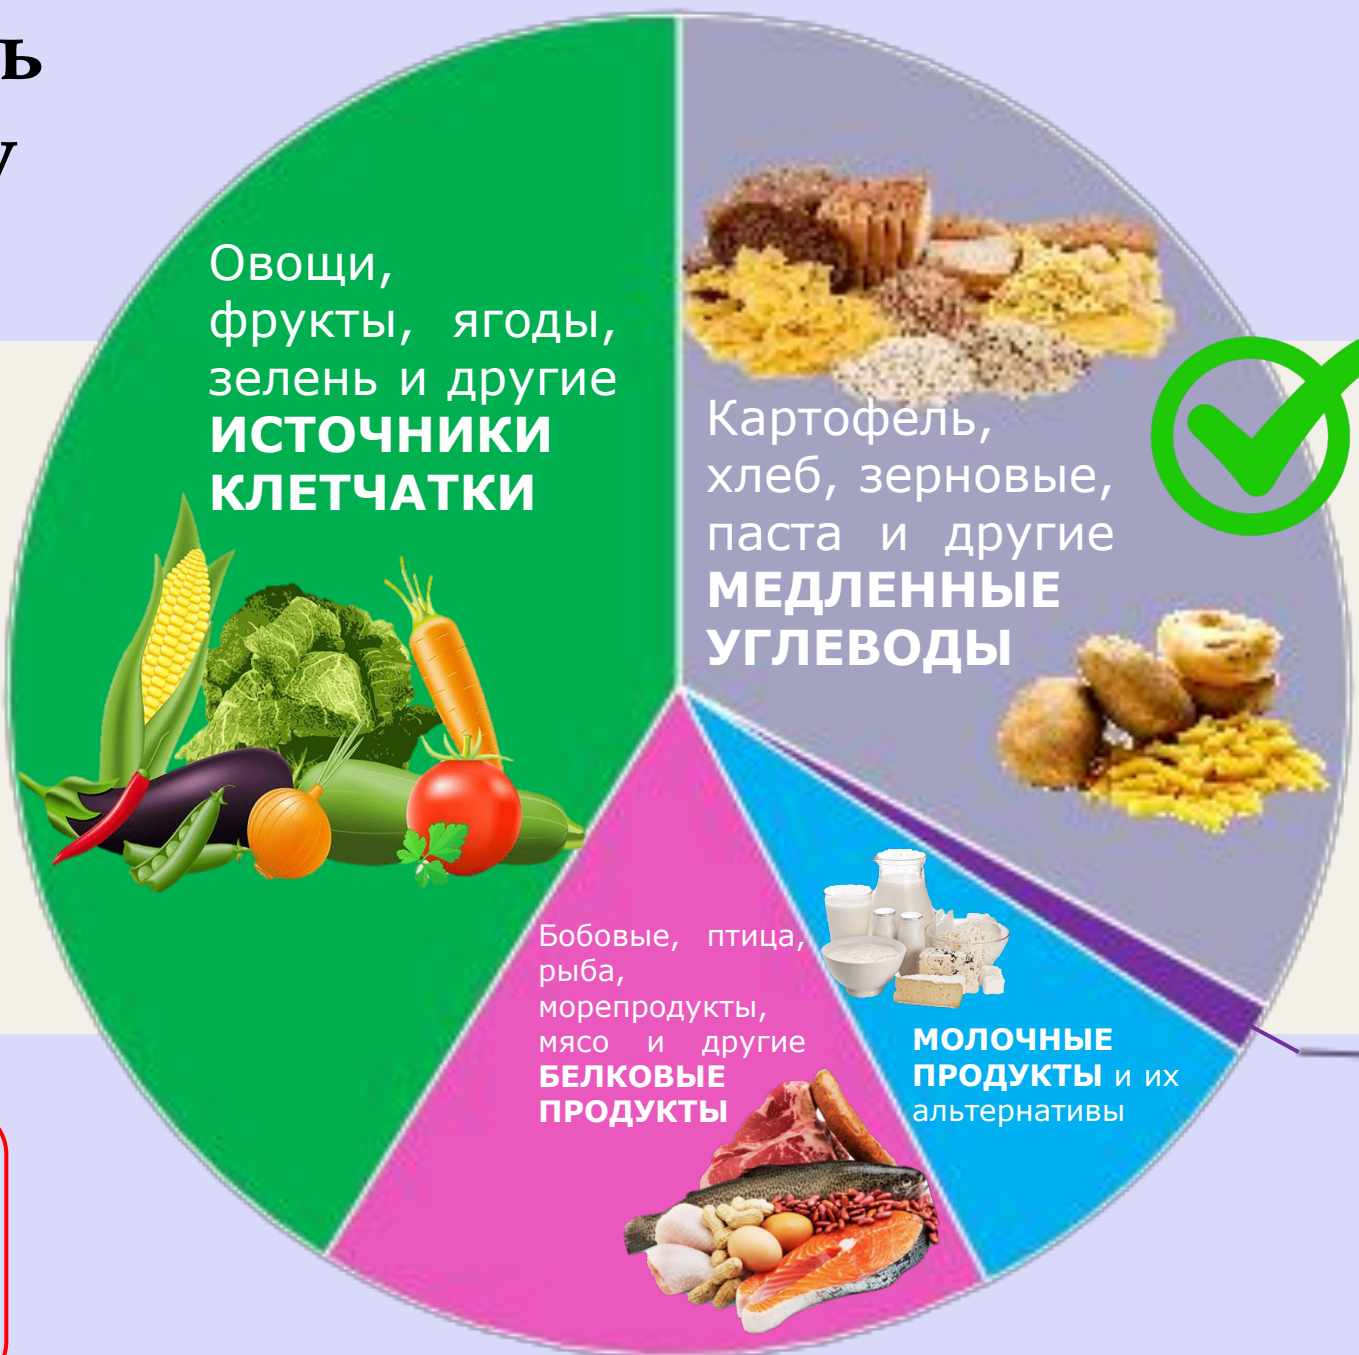 ь
у
Овощи,
фрукты, ягоды,
зелень и другие
ИСТОЧНИКИ
КЛЕТЧАТКИ
Картофель,
хлеб, зерновые,
паста и другие
МЕДЛЕННЫЕ
УГЛЕВОДЫ
Бобовые, птица,
рыба,
морепродукты,
мясо и другие
БЕЛКОВЫЕ
ПРОДУКТЫ
МОЛОЧНЫЕ
ПРОДУКТЫ и их
альтернативы